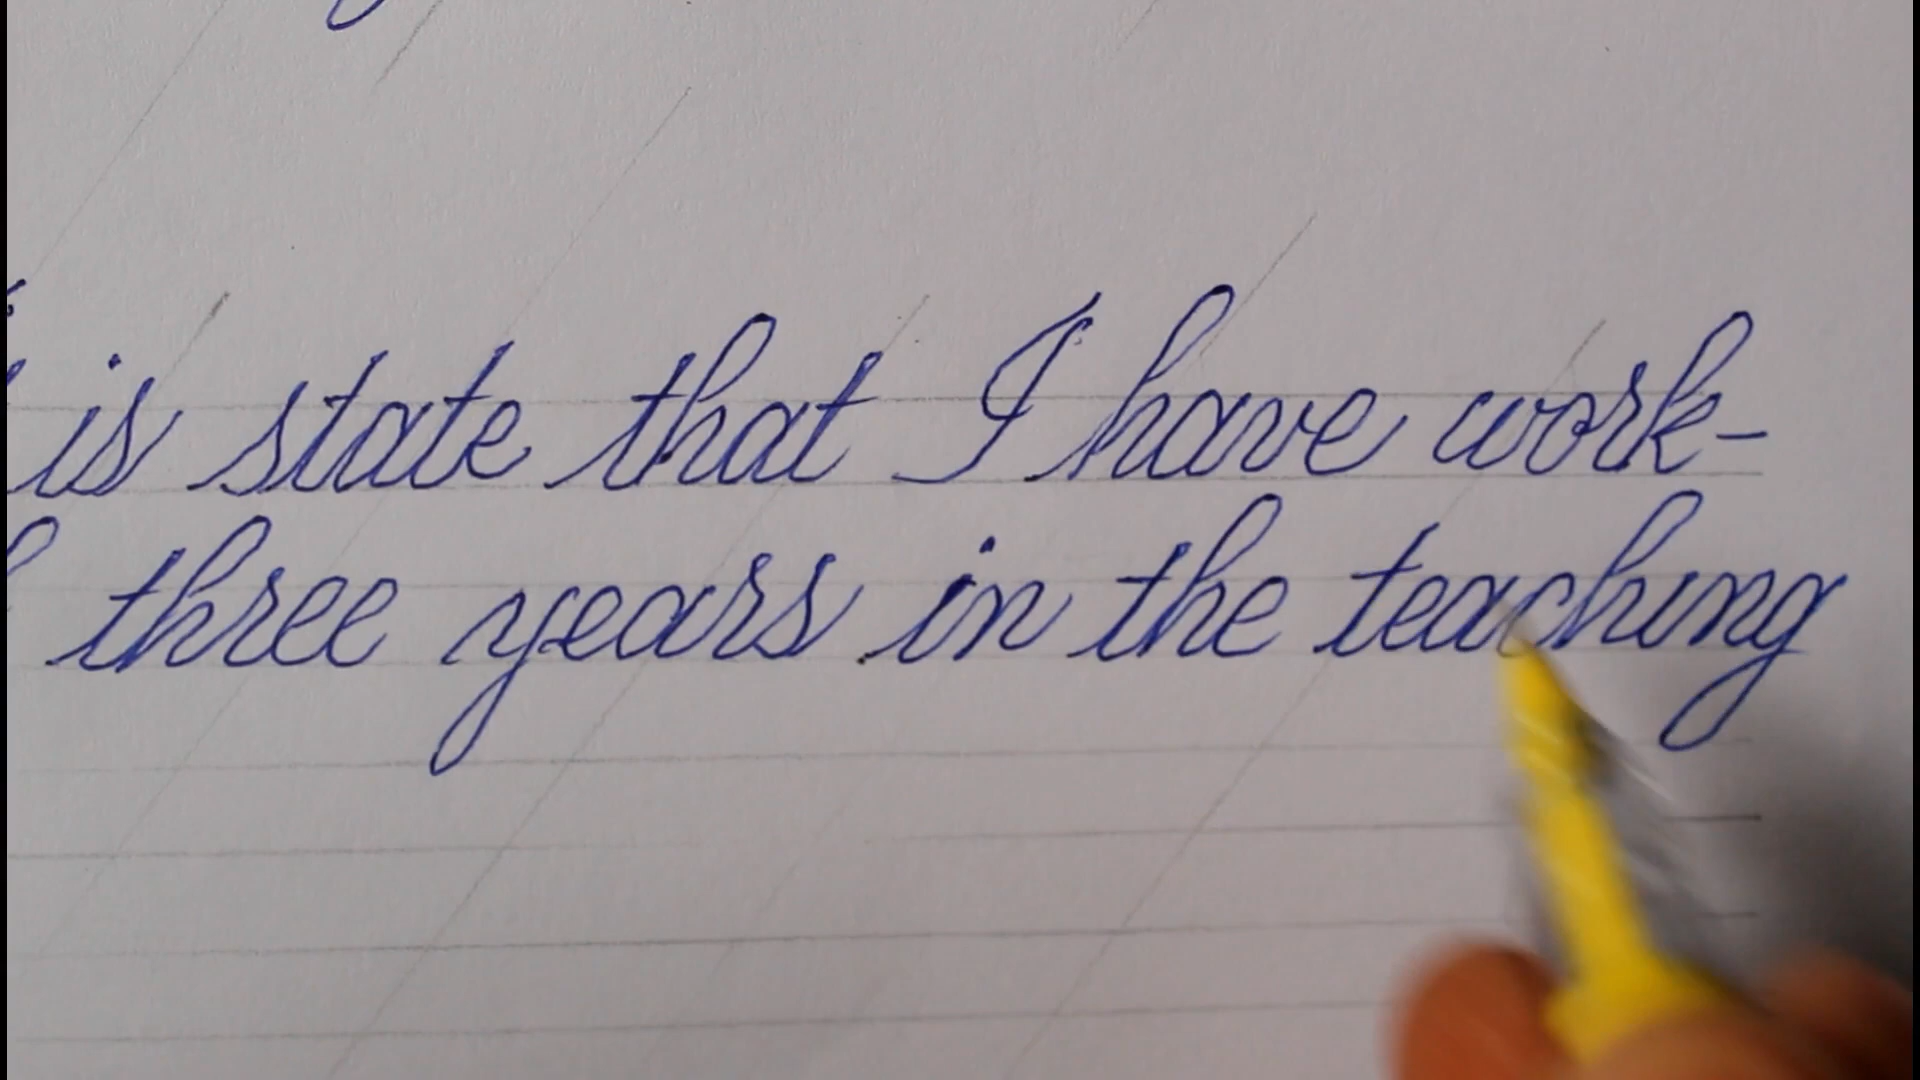 is state that I have work-
three years in the teaching